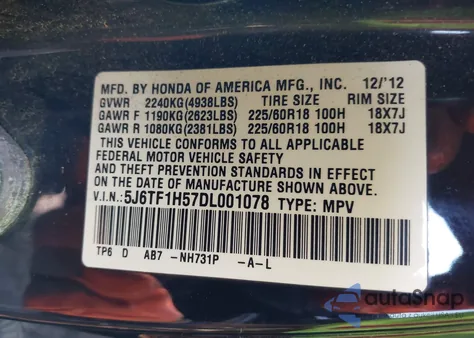 MFD. BY HONDA OF AMERICA MFG., INC. 12/'12
GVWR 2240KG(4938LBS) TIRE SIZE RIM SIZE
GAWR F 1190KG(2623LBS) 225/60R18 100H 18X7J
GAWR R 1080KG(2381LBS) 225/60R18 100H 18X7J
THIS VEHICLE CONFORMS TO ALL APPLICABLE
FEDERAL MOTOR VEHICLE SAFETY
AND THEFT PREVENTION STANDARDS IN EFFECT
ON THE DATE OF MANUFACTURE SHOWN ABOVE.
V.I.N.:5J6TF1H57DL001078 TYPE: MPV
TP6 D AB7 -NH731P -A-L
autoSnap